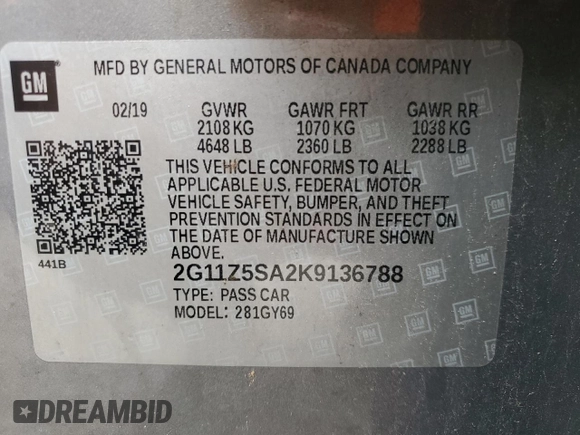 GM
MFD BY GENERAL MOTORS OF CANADA COMPANY
02/19 GVWR GAWR FRT GAWR RR
2108 KG 1070 KG 1038 KG
4648 LB 2360 LB 2288 LB
THIS VEHICLE CONFORMS TO ALL
APPLICABLE U.S. FEDERAL MOTOR
VEHICLE SAFETY, BUMPER, AND THEFT
PREVENTION STANDARDS IN EFFECT ON
THE DATE OF MANUFACTURE SHOWN
ABOVE.
441B
2G11Z5SA2K9136788
TYPE: PASS CAR
MODEL: 281GY69
DREAMBID